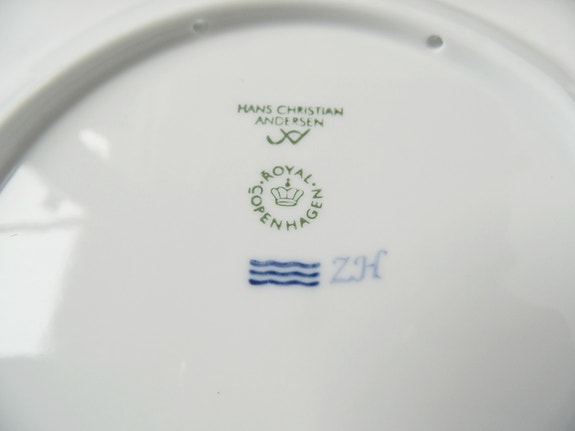 HANS CHRISTIAN
ANDERSEN
ROYAL
COPENHAGEN
ZH